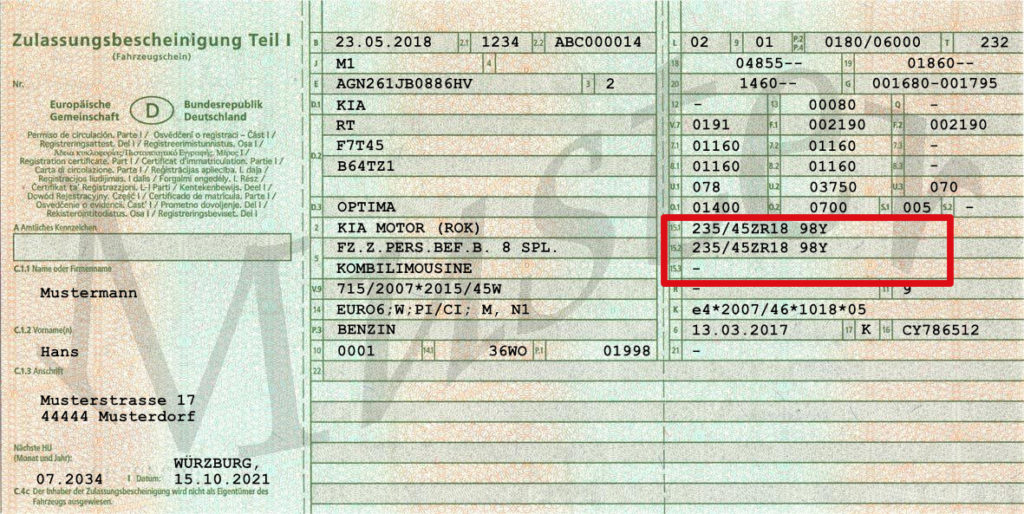 Zulassungsbescheinigung Teil I
(Fahrzeugschein)
Nr.
Europäische Gemeinschaft D Bundesrepublik Deutschland
Permiso de circulación. Parte I / Osvědčení o registraci – Část I /
Registreringsattest. Del I / Registreerimistunnistus. Osa I /
Άδεια κυκλοφορίας / Πιστοποιητικό Εγγραφής. Μέρος I /
Registration certificate. Part I / Certificat d'immatriculation. Partie I /
Carta di circolazione. Parte I / Reģistrācijas apliecība. I. daļa /
Registracijos liudijimas. I dalis / Forgalmi engedély. I. Rész /
Ċertifikat ta' Reġistrazzjoni. L-I Parti / Kentekenbewijs. Deel I /
Dowód Rejestracyjny. Część I / Certificado de matrícula. Parte I /
Osvedčenie o evidencii. Časť I / Prometno dovoljenje. Del I /
Rekisteröintitodistus. Osa I / Registreringsbeviset. Del I
A Amtliches Kennzeichen
C.1.1 Name oder Firmenname
Mustermann
C.1.2 Vorname(n)
Hans
C.1.3 Anschrift
Musterstrasse 17
44444 Musterdorf
Nächste HU
(Monat und Jahr):
07.2034
WÜRZBURG,
I Datum: 15.10.2021
C.4c Der Inhaber der Zulassungsbescheinigung wird nicht als Eigentümer des
Fahrzeugs ausgewiesen.
B 23.05.2018 2.1 1234 2.2 ABC000014
J M1 4
E AGN261JB0886HV 3 2
D.1 KIA
RT
D.2 F7T45
B64TZ1
D.3 OPTIMA
2 KIA MOTOR (ROK)
FZ.Z.PERS.BEF.B. 8 SPL.
5 KOMBILIMOUSINE
V.9 715/2007*2015/45W
14 EURO6;W;PI/CI; M, N1
P.3 BENZIN
10 0001 14.1 36WO P.1 01998
22
L 02 9 01 P.2 P.4 0180/06000 T 232
18 04855-- 19 01860--
20 1460-- G 001680-001795
12 - 13 00080 Q -
V.7 0191 F.1 002190 F.2 002190
7.1 01160 7.2 01160 7.3 -
8.1 01160 8.2 01160 8.3 -
U.1 078 U.2 03750 U.3 070
O.1 01400 O.2 0700 S.1 005 S.2 -
15.1 235/45ZR18 98Y
15.2 235/45ZR18 98Y
15.3 -
R - 11 9
K e4*2007/46*1018*05
6 13.03.2017 17 K 16 CY786512
21 -